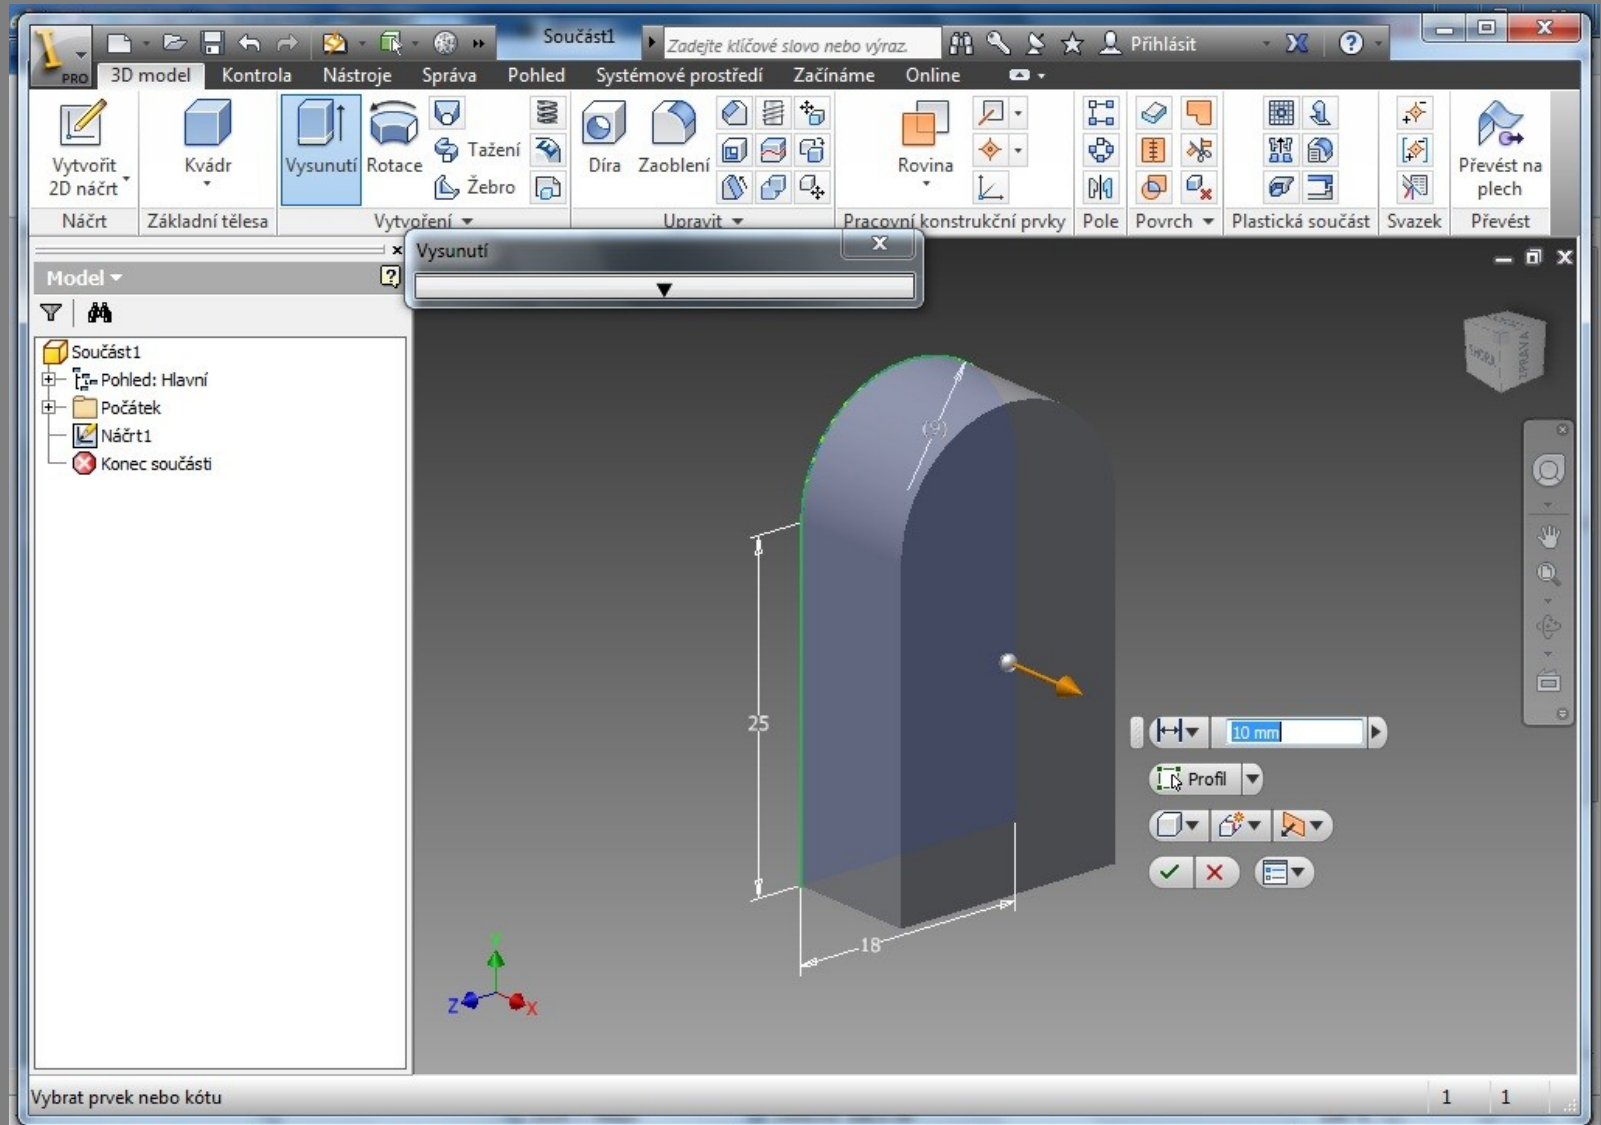 Součást1
Zadejte klíčové slovo nebo výraz.
Přihlásit
PRO
3D model
Kontrola
Nástroje
Správa
Pohled
Systémové prostředí
Začínáme
Online
Vytvořit
2D náčrt
Kvádr
Vysunutí
Rotace
Tažení
Žebro
Díra
Zaoblení
Rovina
Převést na
plech
Náčrt
Základní tělesa
Vytvoření
Upravit
Pracovní konstrukční prvky
Pole
Povrch
Plastická součást
Svazek
Převést
Vysunutí
Model
Součást1
Pohled: Hlavní
Počátek
Náčrt1
Konec součásti
ZPRAVA
(9)
25
18
10 mm
Profil
Y
Z
X
Vybrat prvek nebo kótu
1
1